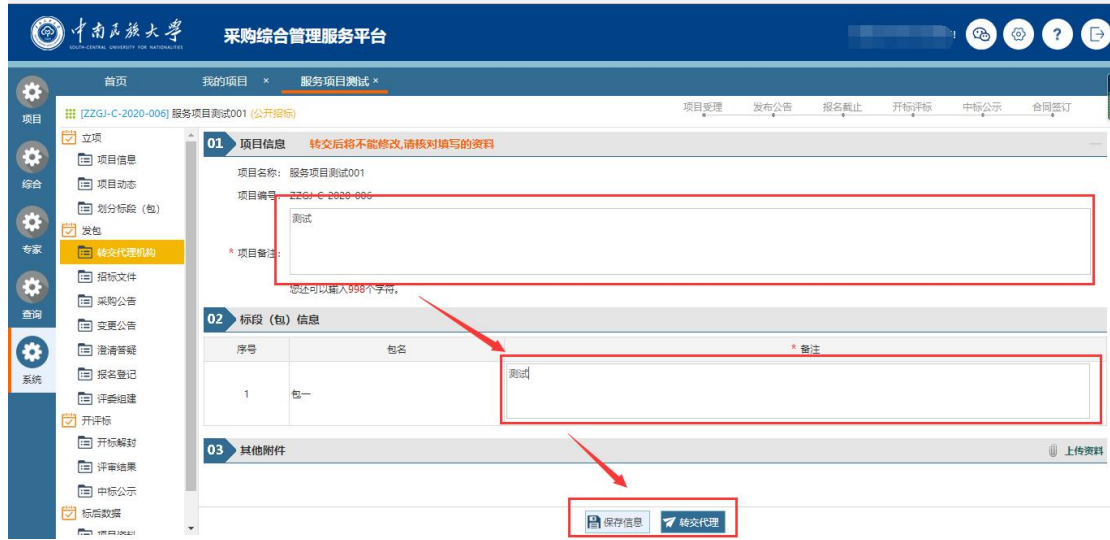 中南民族大学
SOUTH-CENTRAL UNIVERSITY FOR NATIONALITIES
采购综合管理服务平台
首页 我的项目 × 服务项目测试 ×
[ZZGJ-C-2020-006] 服务项目测试001 (公开招标)
项目受理 发布公告 报名截止 开标评标 中标公示 合同签订
项目
综合
专家
查询
系统
立项
项目信息
项目动态
划分标段（包）
发包
转交代理机构
招标文件
采购公告
变更公告
澄清答疑
报名登记
评委组建
开评标
开标解封
评审结果
中标公示
标后数据
项目资料
01 项目信息 转交后将不能修改,请核对填写的资料
项目名称: 服务项目测试001
项目编号: ZZGJ-C-2020-006
* 项目备注: 测试
您还可以输入998个字符。
02 标段（包）信息
序号 包名 * 备注
1 包一 测试
03 其他附件 上传资料
保存信息 转交代理